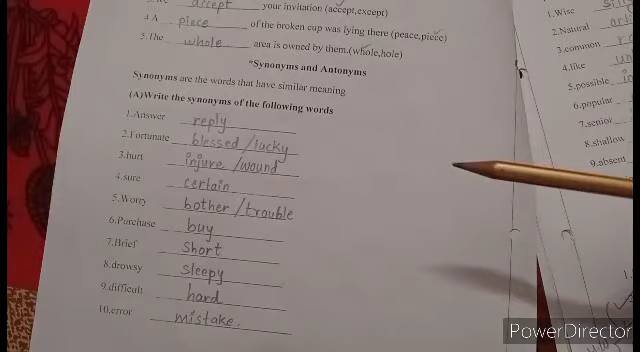 accept your invitation (accept,except)
4.A piece of the broken cup was lying there (peace,piece)
5.The whole area is owned by them.(whole,hole)
*Synonyms and Antonyms
Synonyms are the words that have similar meaning
(A)Write the synonyms of the following words
1.Answer reply
2.Fortunate blessed/lucky
3.hurt injure/wound
4.sure certain
5.Worry bother/trouble
6.Purchase buy
7.Brief short
8.drowsy sleepy
9.difficult hard
10.error mistake.
1.Wise
2.Natural
3.common
4.like
5.possible
6.popular
7.senior
8.shallow
9.absent
PowerDirector